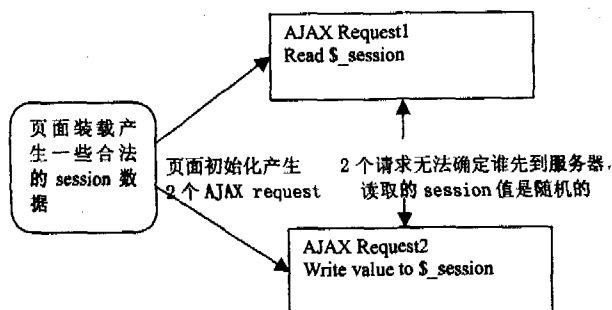 AJAX Request1
Read $_session
页面装载产
生一些合法
的 session 数
据
页面初始化产生
2 个 AJAX request
2 个请求无法确定谁先到服务器,
读取的 session 值是随机的
AJAX Request2
Write value to $_session